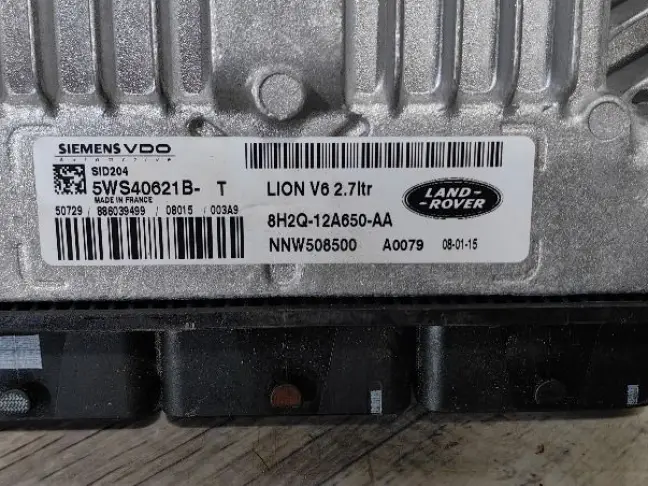 SIEMENS VDO
Automotive
SID204
5WS40621B- T
MADE IN FRANCE
50729 / 886039499 / 08015 / 003A9
LION V6 2.7ltr
LAND-ROVER
8H2Q-12A650-AA
NNW508500 A0079 08-01-15